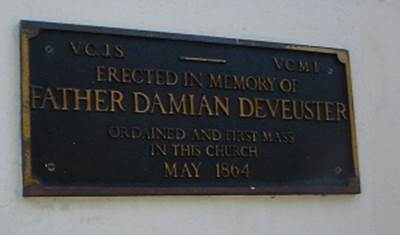 V.C.J.S
V.C.M.I.
ERECTED IN MEMORY OF
FATHER DAMIAN DEVEUSTER
ORDAINED AND FIRST MASS
IN THIS CHURCH
MAY 1864